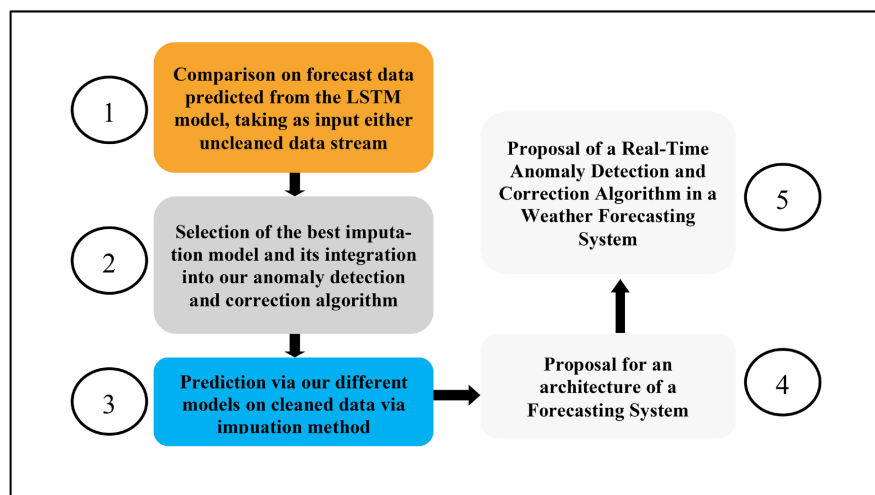 1
Comparison on forecast data
predicted from the LSTM
model, taking as input either
uncleaned data stream
2
Selection of the best imputa-
tion model and its integration
into our anomaly detection
and correction algorithm
3
Prediction via our different
models on cleaned data via
impuation method
Proposal for an
architecture of a
Forecasting System
4
Proposal of a Real-Time
Anomaly Detection and
Correction Algorithm in a
Weather Forecasting
System
5